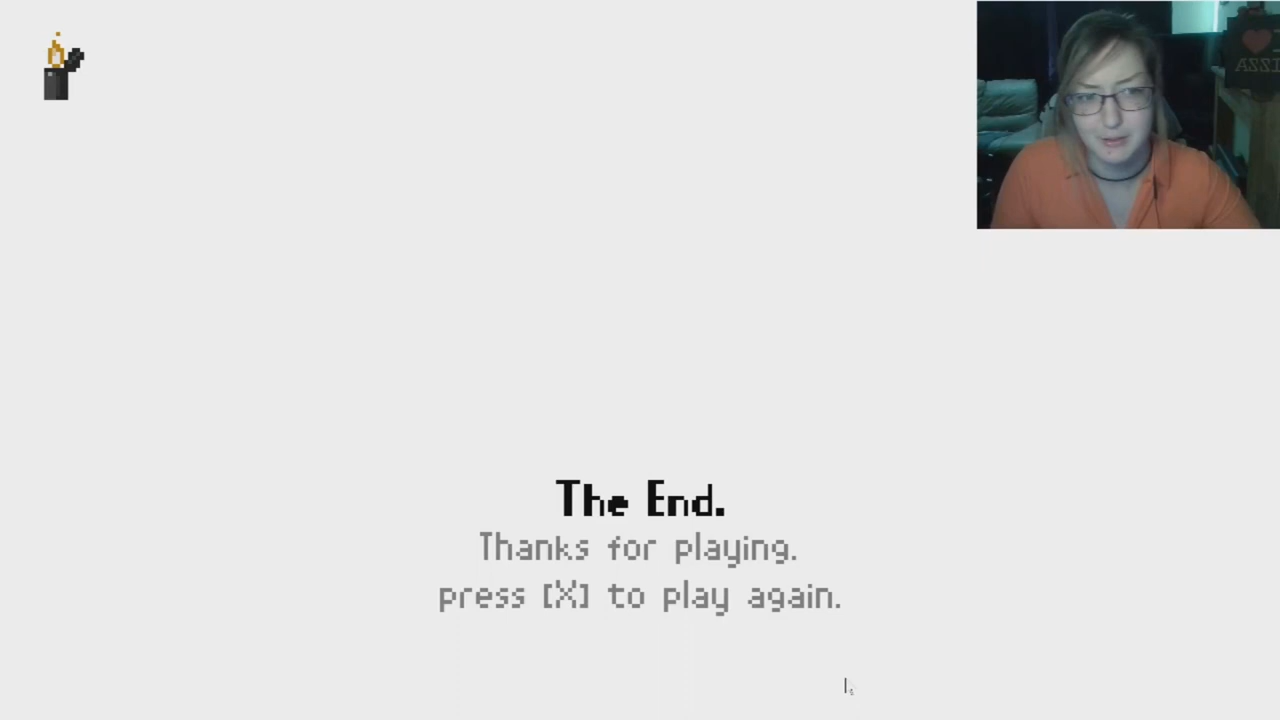 The End.
Thanks for playing.
press [X] to play again.